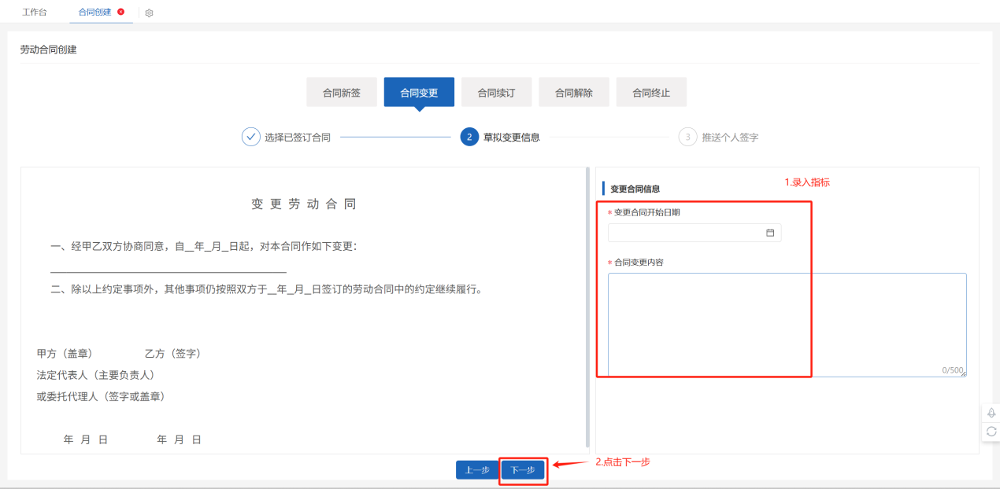 工作台 合同创建
劳动合同创建
合同新签 合同变更 合同续订 合同解除 合同终止
选择已签订合同 2 草拟变更信息 3 推送个人签字
变更劳动合同
一、经甲乙双方协商同意，自__年_月_日起，对本合同作如下变更：
二、除以上约定事项外，其他事项仍按照双方于__年_月_日签订的劳动合同中的约定继续履行。
甲方（盖章） 乙方（签字）
法定代表人（主要负责人）
或委托代理人（签字或盖章）
年 月 日 年 月 日
变更合同信息
1.录入指标
* 变更合同开始日期
* 合同变更内容
0/500
上一步 下一步
2.点击下一步